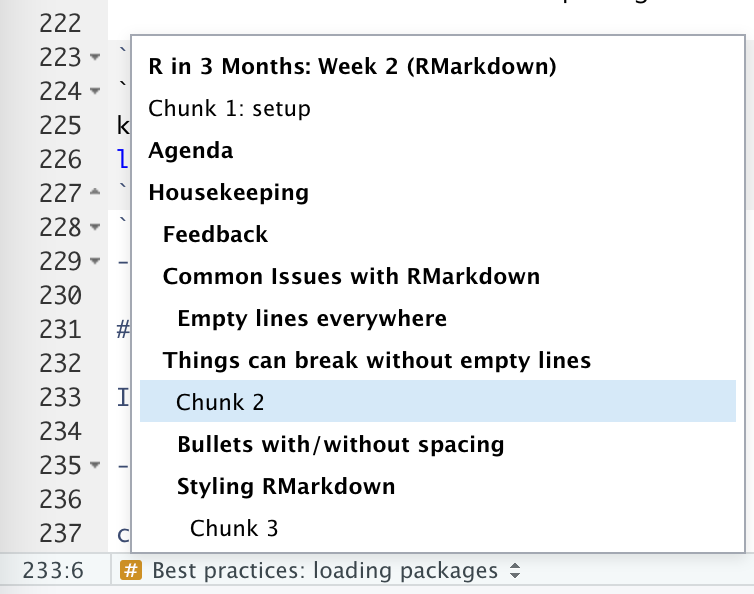 222
223 `
224 `
225 k
226 l
227 `
228 `
229 -
230
231 #
232
233 I
234
235 -
236
237 c
R in 3 Months: Week 2 (RMarkdown)
Chunk 1: setup
Agenda
Housekeeping
Feedback
Common Issues with RMarkdown
Empty lines everywhere
Things can break without empty lines
Chunk 2
Bullets with/without spacing
Styling RMarkdown
Chunk 3
233:6 # Best practices: loading packages